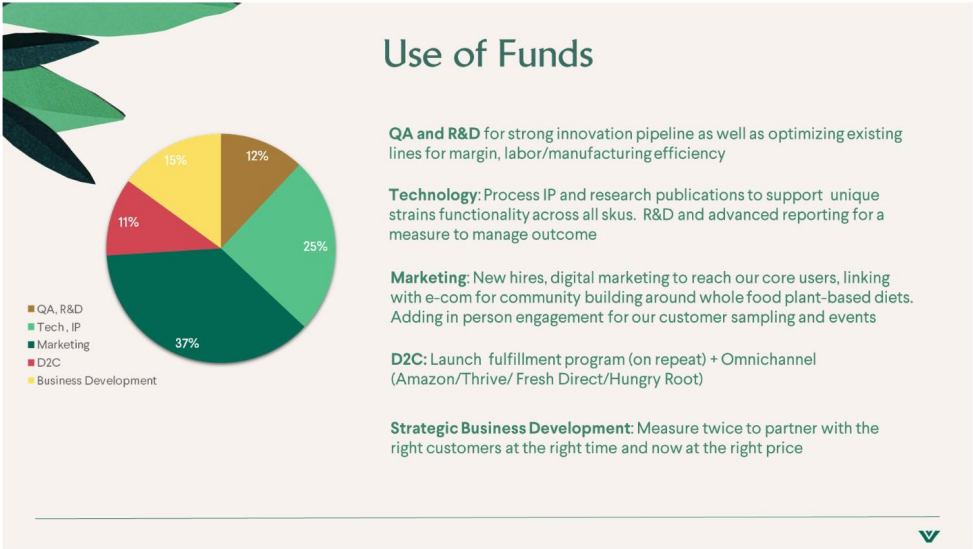 Use of Funds
QA and R&D for strong innovation pipeline as well as optimizing existing
lines for margin, labor/manufacturing efficiency
Technology: Process IP and research publications to support unique
strains functionality across all skus. R&D and advanced reporting for a
measure to manage outcome
Marketing: New hires, digital marketing to reach our core users, linking
with e-com for community building around whole food plant-based diets.
Adding in person engagement for our customer sampling and events
D2C: Launch fulfillment program (on repeat) + Omnichannel
(Amazon/Thrive/ Fresh Direct/Hungry Root)
Strategic Business Development: Measure twice to partner with the
right customers at the right time and now at the right price
15%
12%
11%
25%
37%
QA, R&D
Tech , IP
Marketing
D2C
Business Development